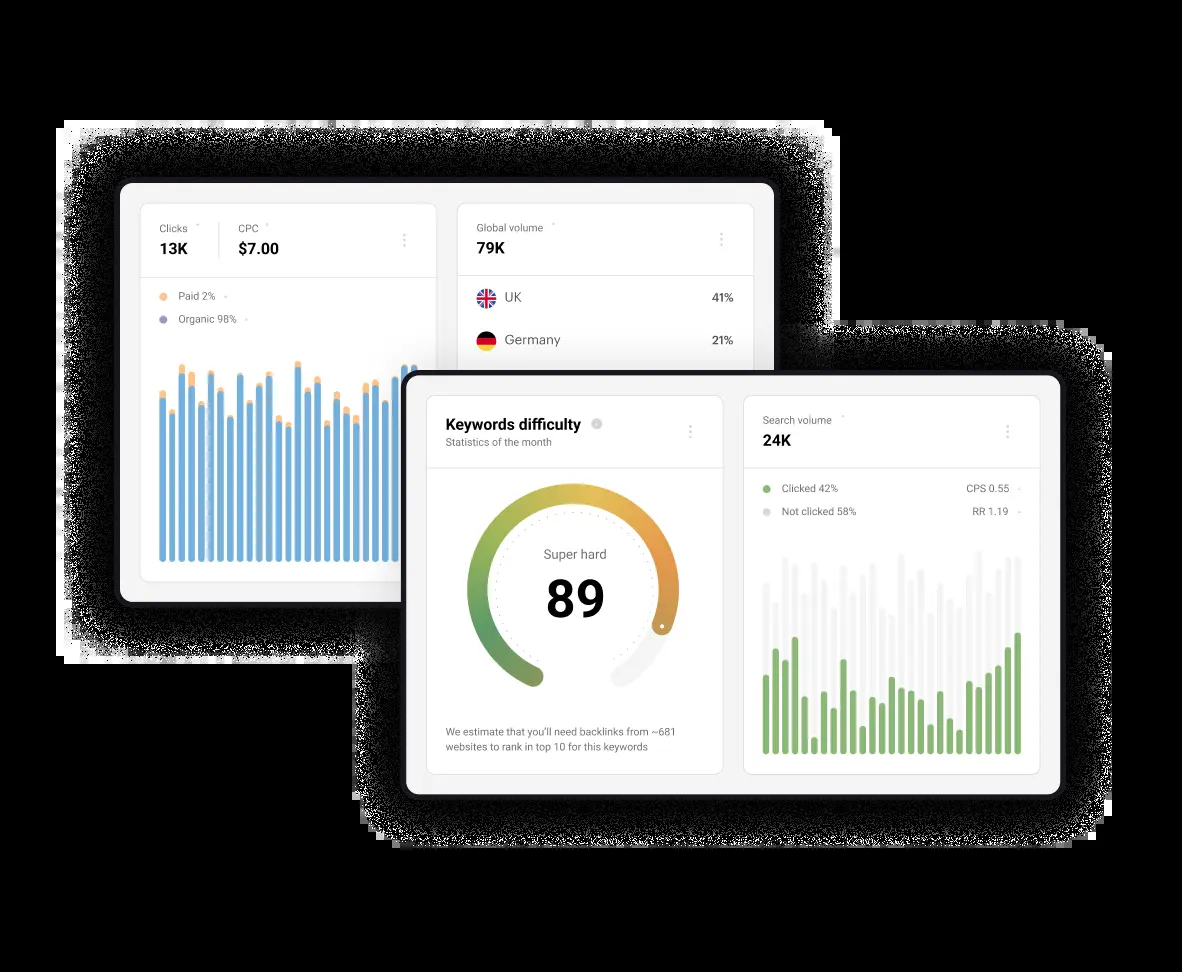 Clicks
13K
CPC
$7.00
Paid 2%
Organic 98%
Global volume
79K
UK 41%
Germany 21%
Keywords difficulty
Statistics of the month
Super hard
89
We estimate that you'll need backlinks from ~681
websites to rank in top 10 for this keywords
Search volume
24K
Clicked 42% CPS 0.55
Not clicked 58% RR 1.19